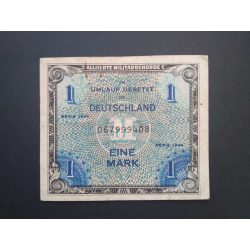 ALLIIERTE MILITÄRBEHÖRDE
IN
UMLAUF GESETZT
IN
1 DEUTSCHLAND 1
SERIE 1944
067999408
EINE
MARK
SERIE 1944
1 1